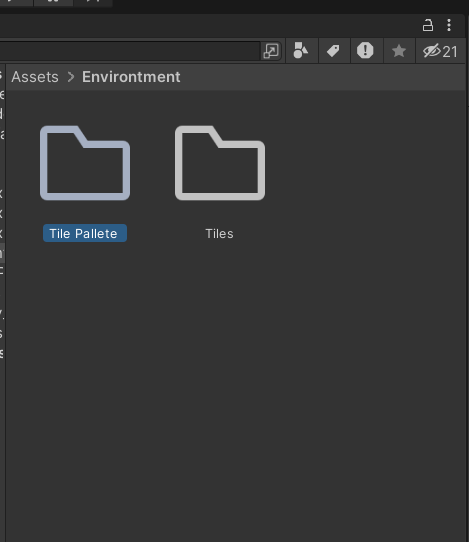 21
Assets > Environtment
Tile Pallete
Tiles